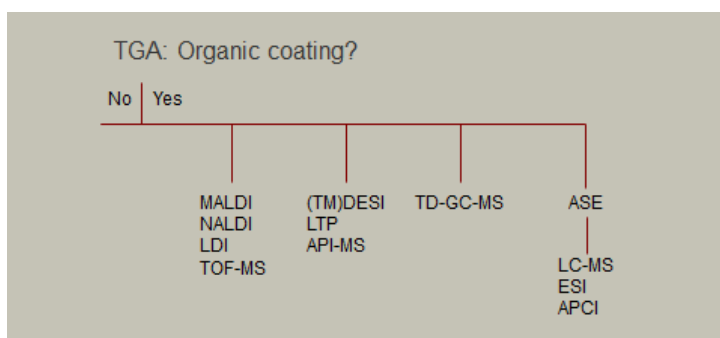 TGA: Organic coating?
No Yes
MALDI
NALDI
LDI
TOF-MS
(TM)DESI
LTP
API-MS
TD-GC-MS
ASE
LC-MS
ESI
APCI